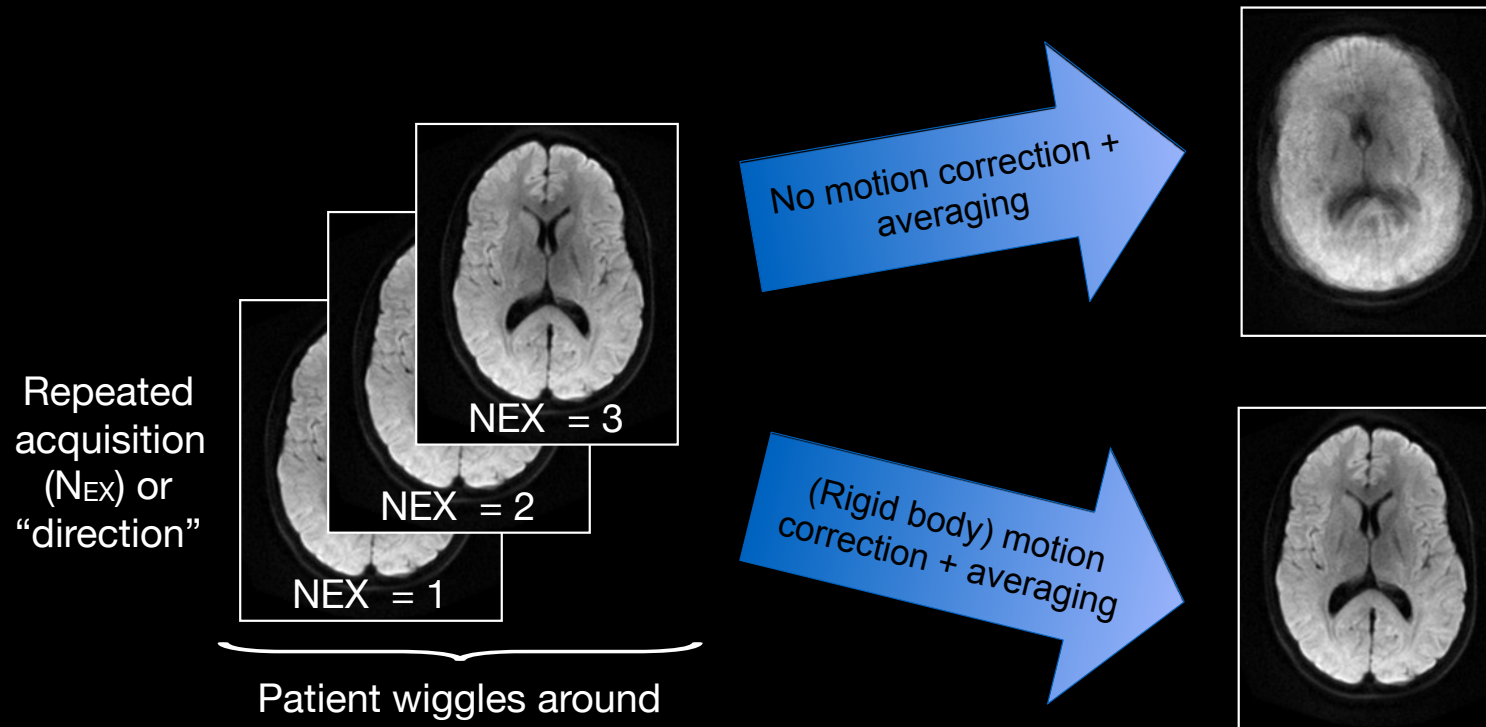 Repeated
acquisition
(NEX) or
“direction”
NEX = 1
NEX = 2
NEX = 3
Patient wiggles around
No motion correction +
averaging
(Rigid body) motion
correction + averaging